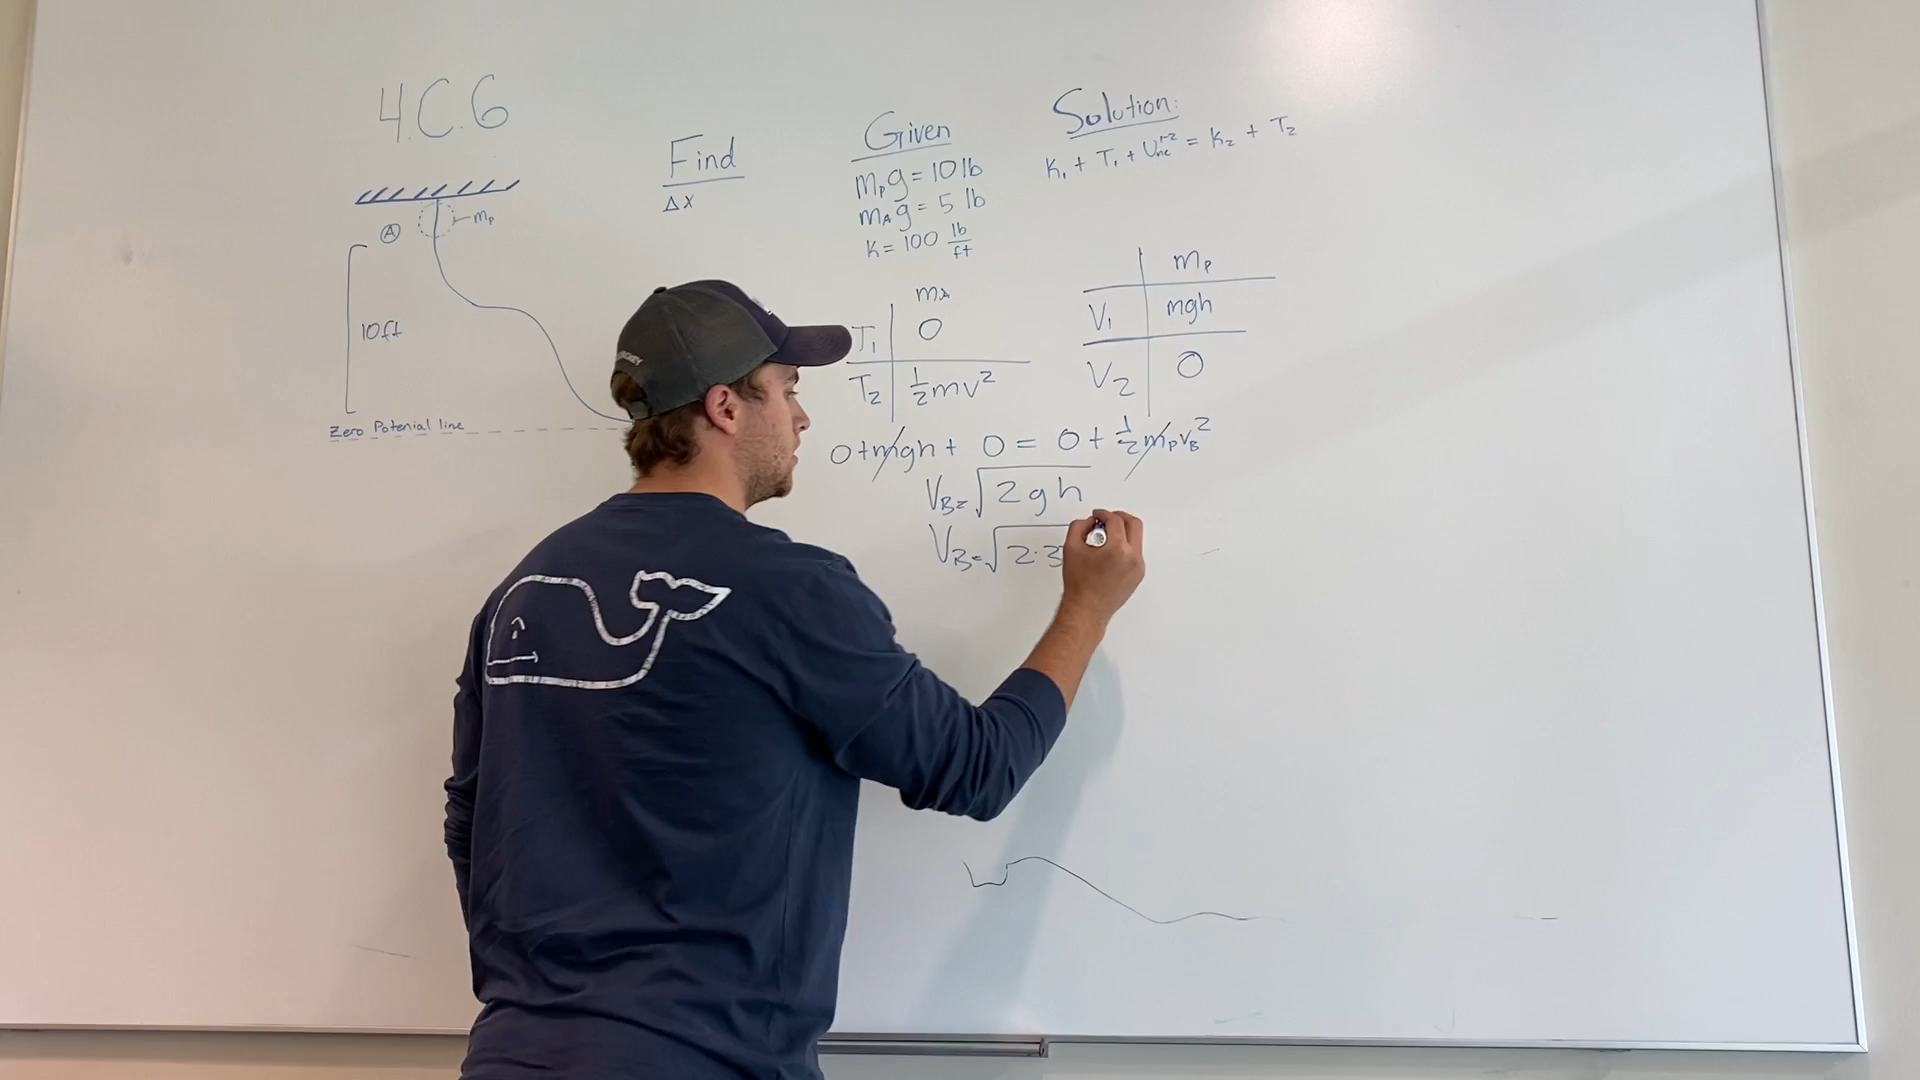 4.C.6
A
mp
10ft
Zero Potenial line
Find
Δx
Given
mpg = 10 lb
mAg = 5 lb
k = 100 lb/ft
Solution:
K₁ + T₁ + Unc¹⁻² = K₂ + T₂
mA
T₁ 0
T₂ ½mv²
mp
V₁ mgh
V₂ 0
0 + mgh + 0 = 0 + ½mpvB²
VB = √2gh
VB = √2·3